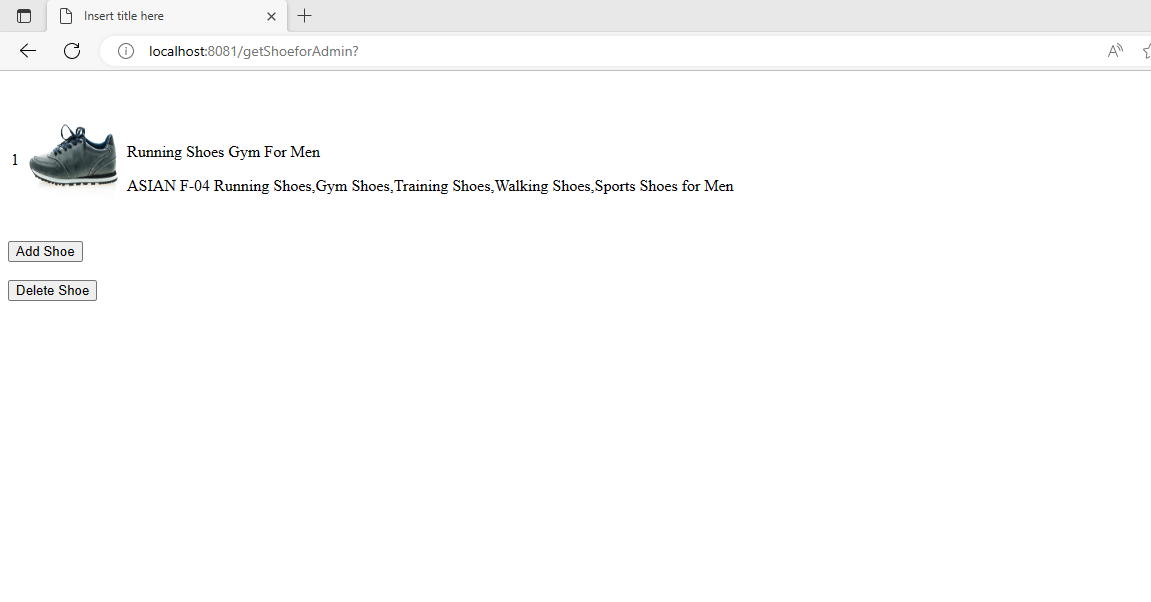 Insert title here
localhost:8081/getShoeforAdmin?
1
Running Shoes Gym For Men
ASIAN F-04 Running Shoes,Gym Shoes,Training Shoes,Walking Shoes,Sports Shoes for Men
Add Shoe
Delete Shoe